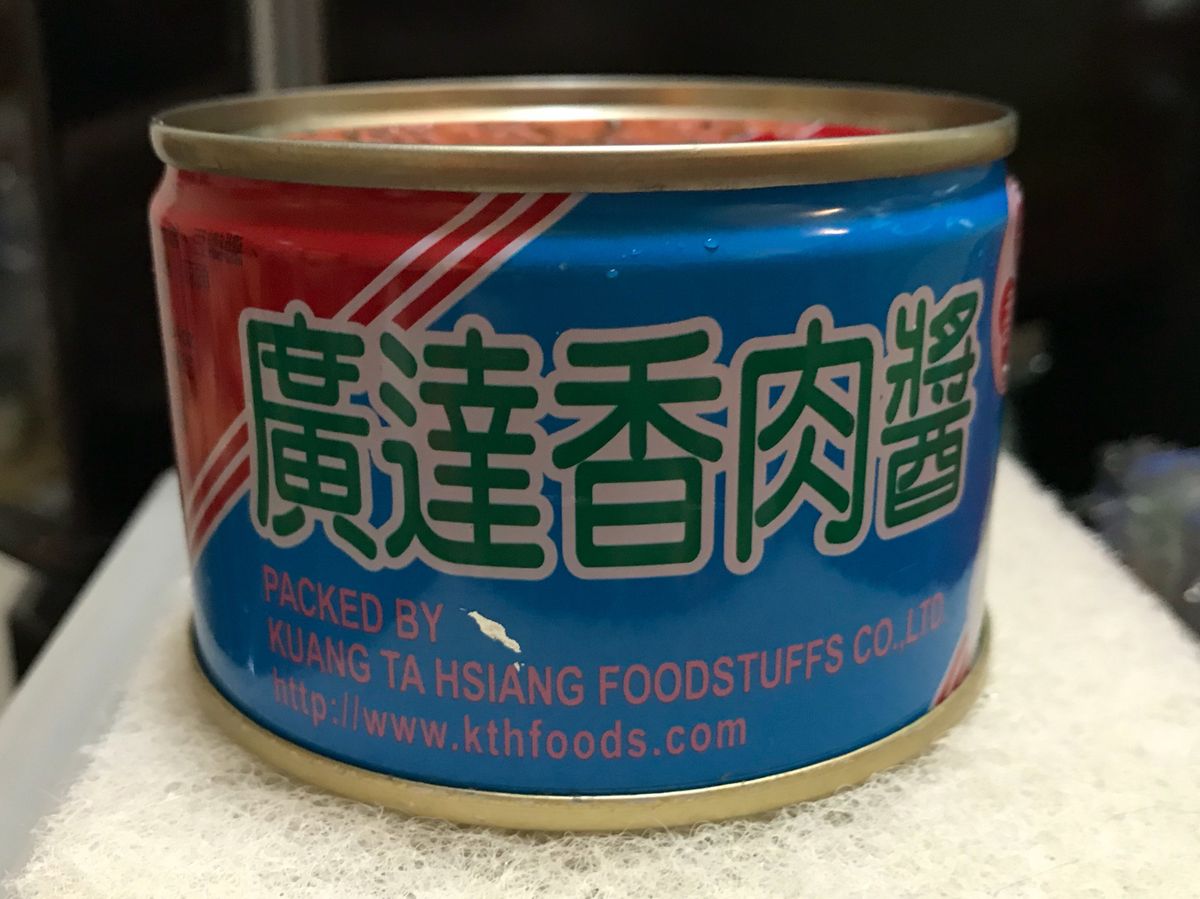 廣達香肉醬
PACKED BY
KUANG TA HSIANG FOODSTUFFS CO.,LTD.
http://www.kthfoods.com